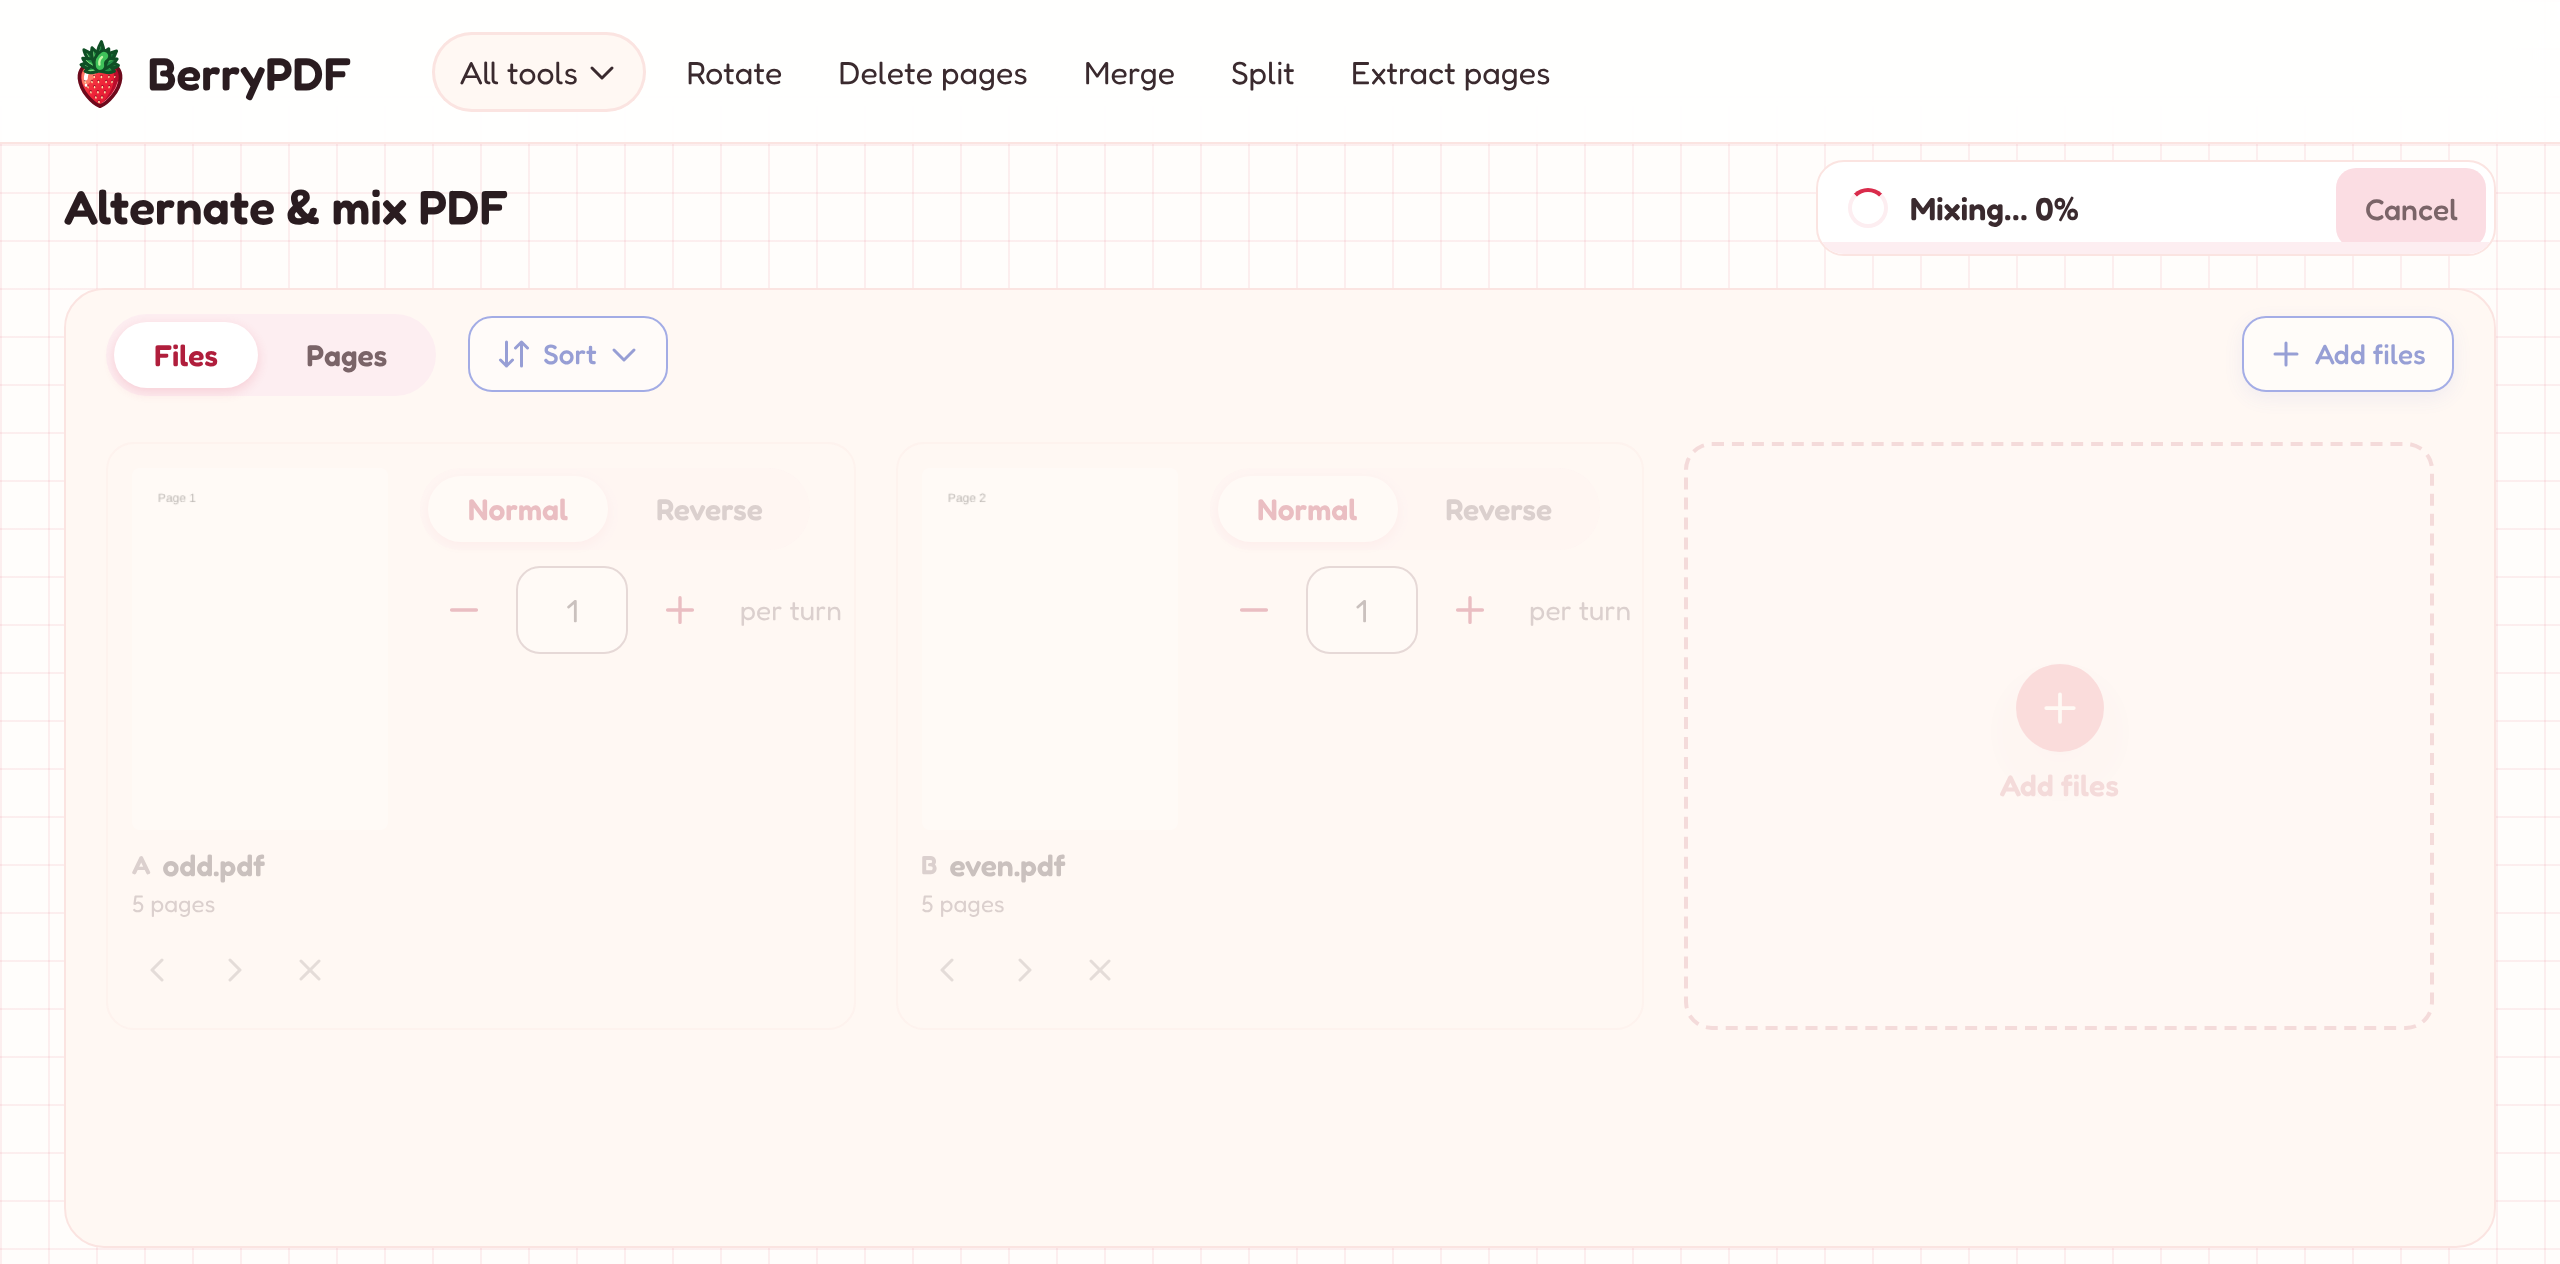 BerryPDF
All tools
Rotate
Delete pages
Merge
Split
Extract pages
Alternate & mix PDF
Mixing... 0%
Cancel
Files
Pages
Sort
Add files
Page 1
Normal
Reverse
1
per turn
A odd.pdf
5 pages
Page 2
Normal
Reverse
1
per turn
B even.pdf
5 pages
Add files